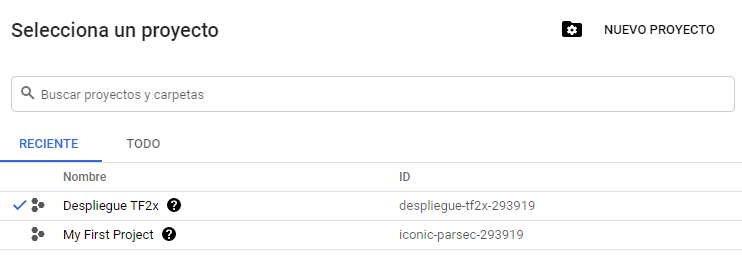 Selecciona un proyecto
NUEVO PROYECTO
Buscar proyectos y carpetas
RECIENTE TODO
Nombre ID
Despliegue TF2x despliegue-tf2x-293919
My First Project iconic-parsec-293919